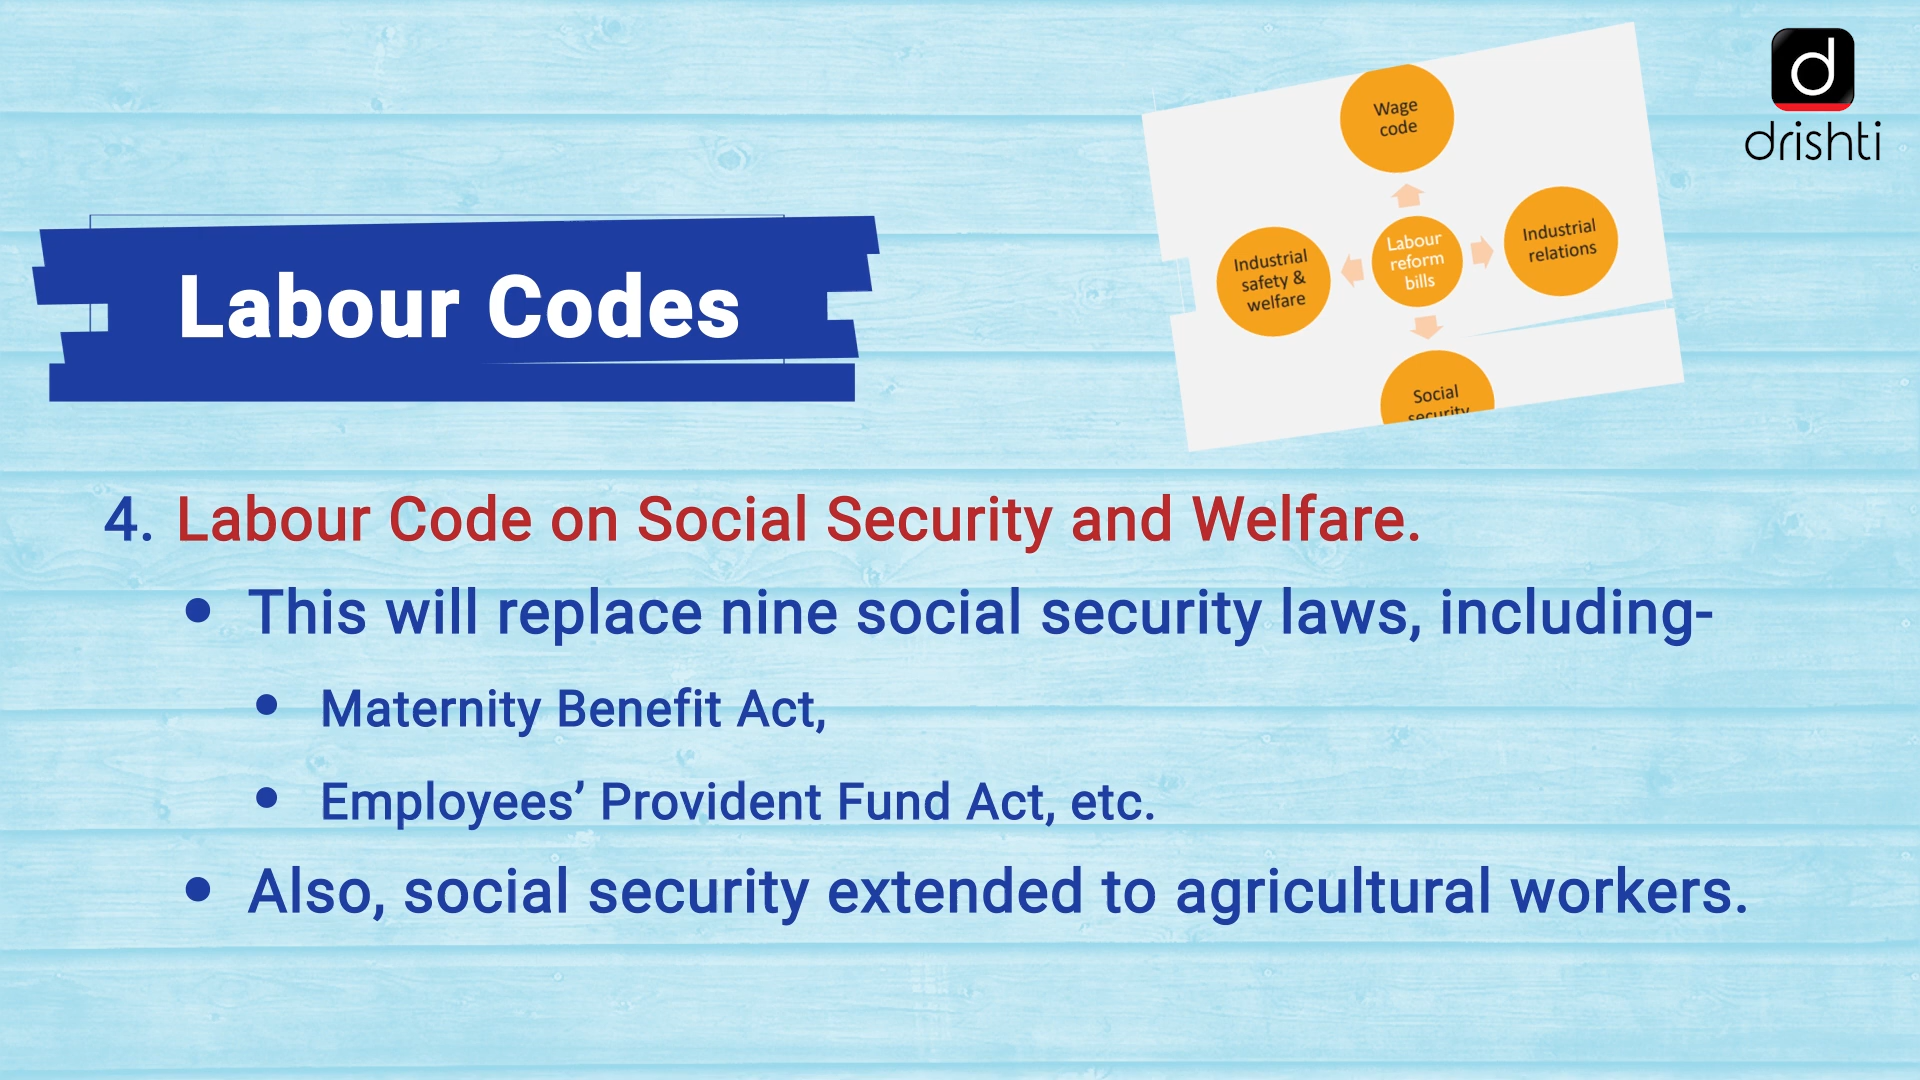 d
drishti
Wage
code
Labour
reform
bills
Industrial
relations
Industrial
safety &
welfare
Social
security
Labour Codes
4. Labour Code on Social Security and Welfare.
• This will replace nine social security laws, including-
• Maternity Benefit Act,
• Employees’ Provident Fund Act, etc.
• Also, social security extended to agricultural workers.